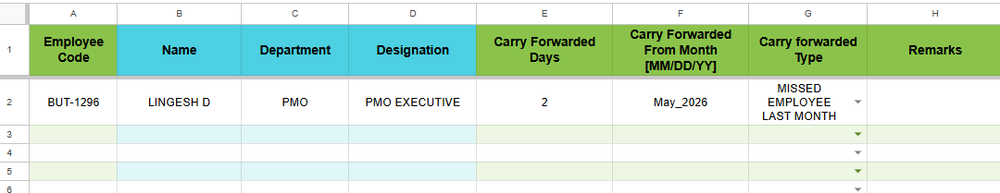 A B C D E F G H
1 Employee Code Name Department Designation Carry Forwarded Days Carry Forwarded From Month [MM/DD/YY] Carry forwarded Type Remarks
2 BUT-1296 LINGESH D PMO PMO EXECUTIVE 2 May_2026 MISSED EMPLOYEE LAST MONTH
3
4
5
6